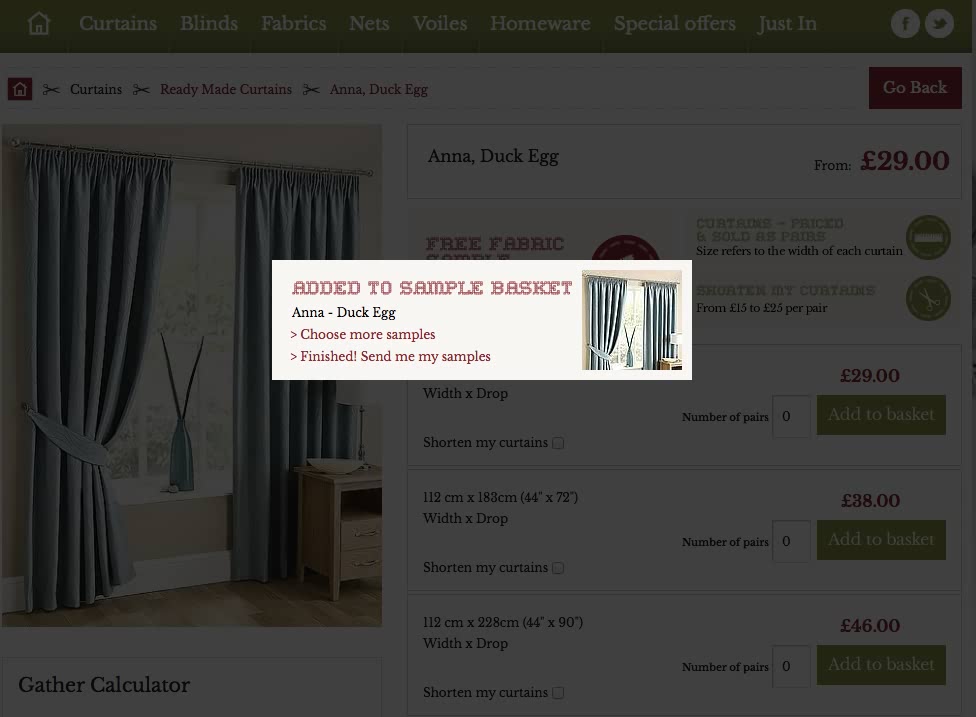 Curtains Blinds Fabrics Nets Voiles Homeware Special offers Just In
Curtains Ready Made Curtains Anna, Duck Egg
Go Back
Anna, Duck Egg
From: £29.00
FREE FABRIC
SAMPLE
CURTAINS - PRICED
& SOLD AS PAIRS
Size refers to the width of each curtain
SHORTEN MY CURTAINS
From £15 to £25 per pair
ADDED TO SAMPLE BASKET
Anna - Duck Egg
> Choose more samples
> Finished! Send me my samples
£29.00
Width x Drop
Number of pairs 0 Add to basket
Shorten my curtains
112 cm x 183cm (44" x 72")
£38.00
Width x Drop
Number of pairs 0 Add to basket
Shorten my curtains
112 cm x 228cm (44" x 90")
£46.00
Width x Drop
Number of pairs 0 Add to basket
Shorten my curtains
Gather Calculator